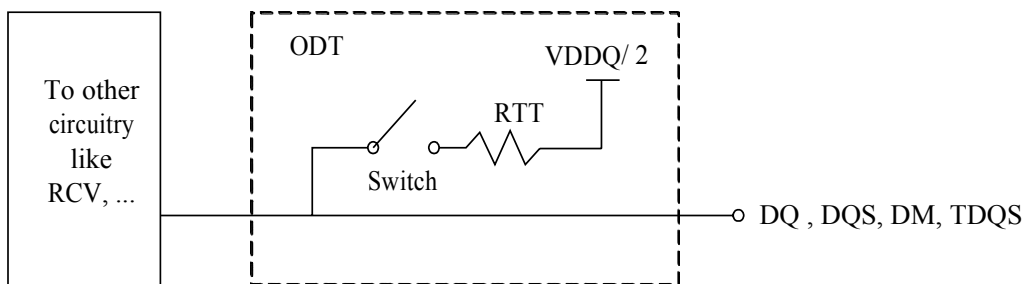 To other
circuitry
like
RCV, ...
ODT
VDDQ/ 2
RTT
Switch
DQ , DQS, DM, TDQS